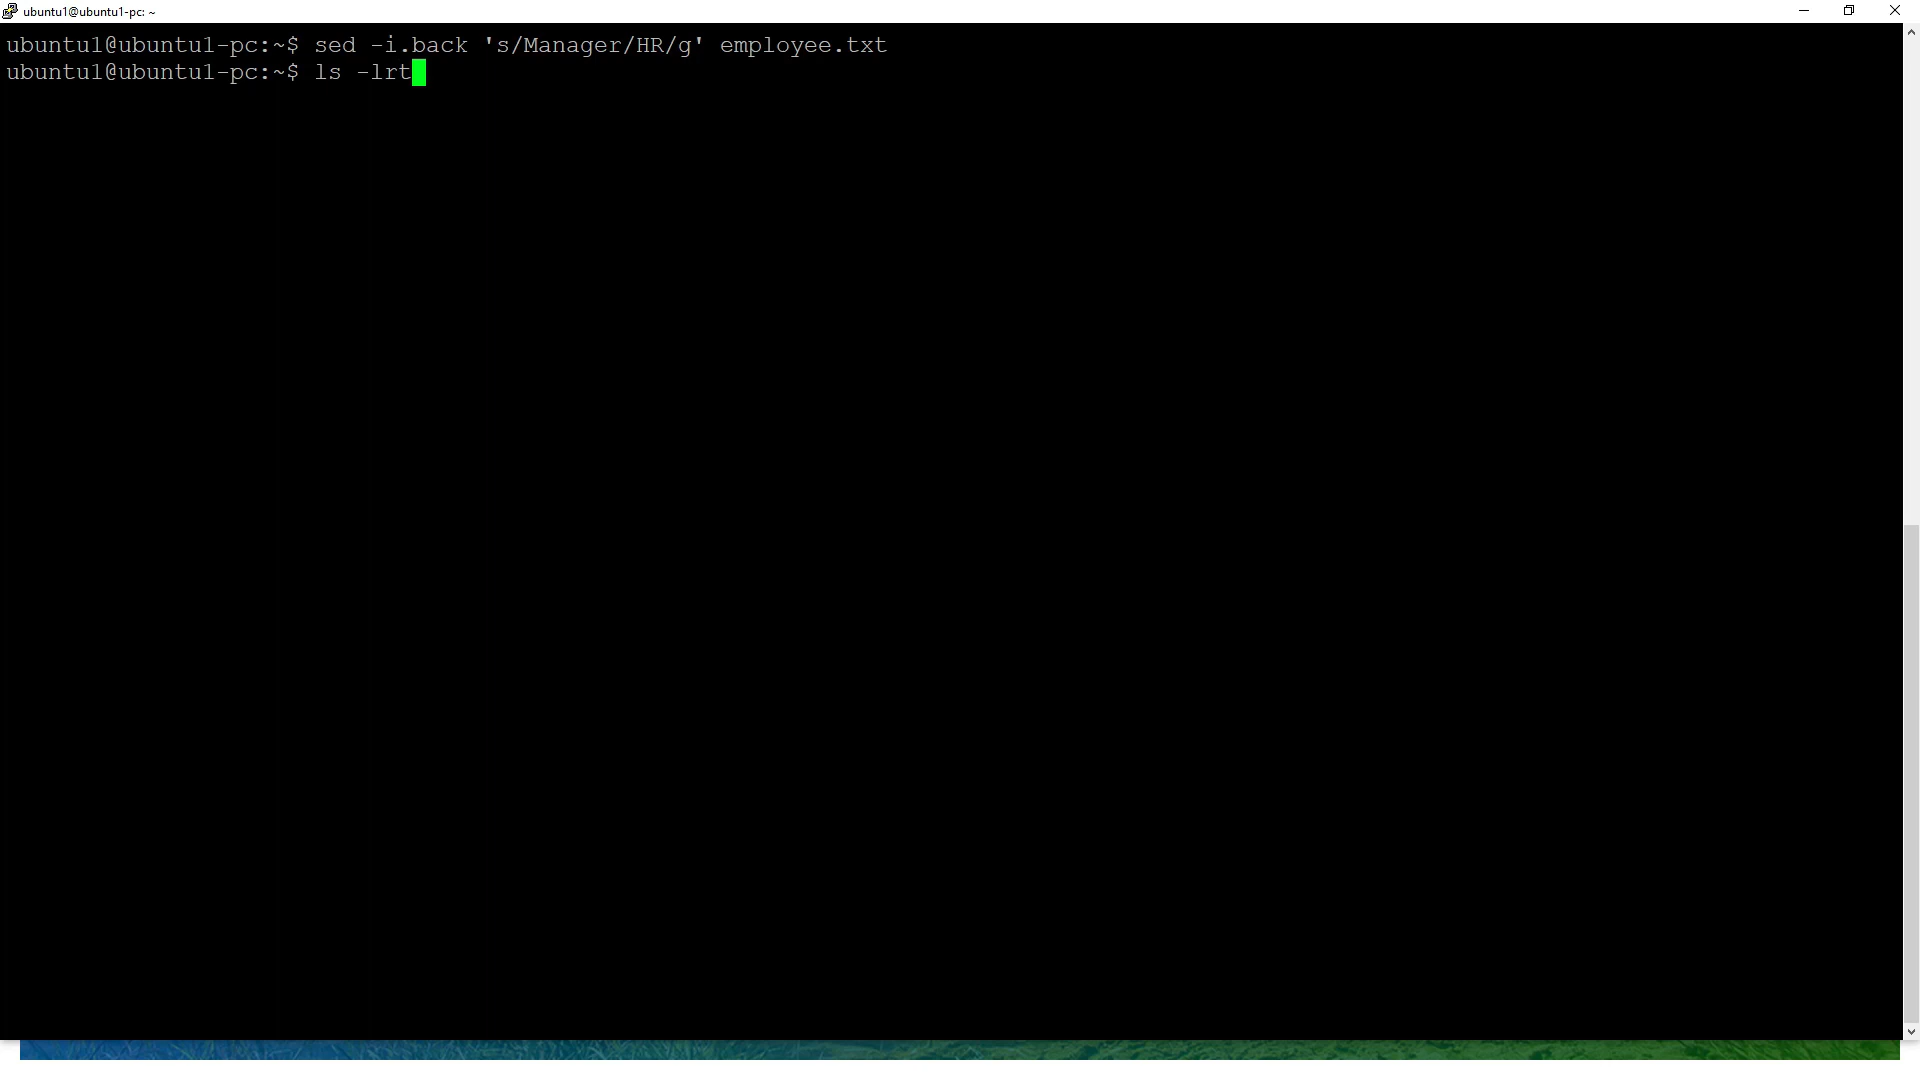 ubuntu1@ubuntu1-pc: ~
ubuntu1@ubuntu1-pc:~$ sed -i.back 's/Manager/HR/g' employee.txt
ubuntu1@ubuntu1-pc:~$ ls -lrt